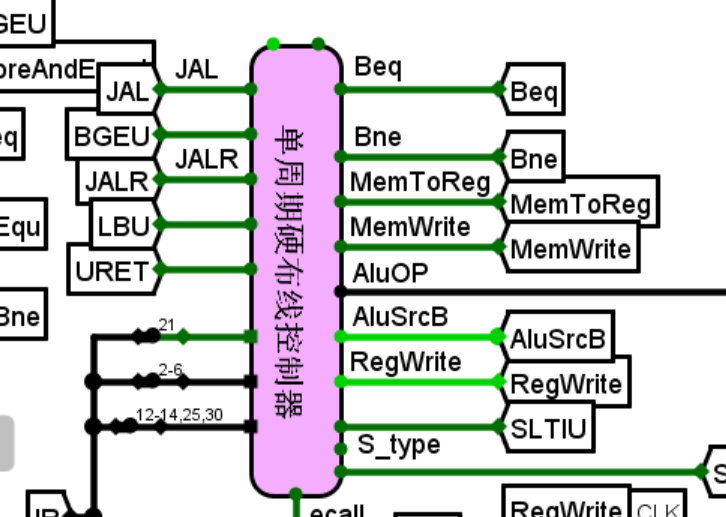 GEU
JAL
JAL
BGEU
JALR
JALR
LBU
URET
eq
Equ
Bne
21
2-6
12-14,25,30
IR
单周期硬布线控制器
Beq
Beq
Bne
Bne
MemToReg
MemToReg
MemWrite
MemWrite
AluOP
AluSrcB
AluSrcB
RegWrite
RegWrite
SLTIU
S_type
S
ecall
RegWrite
CLK